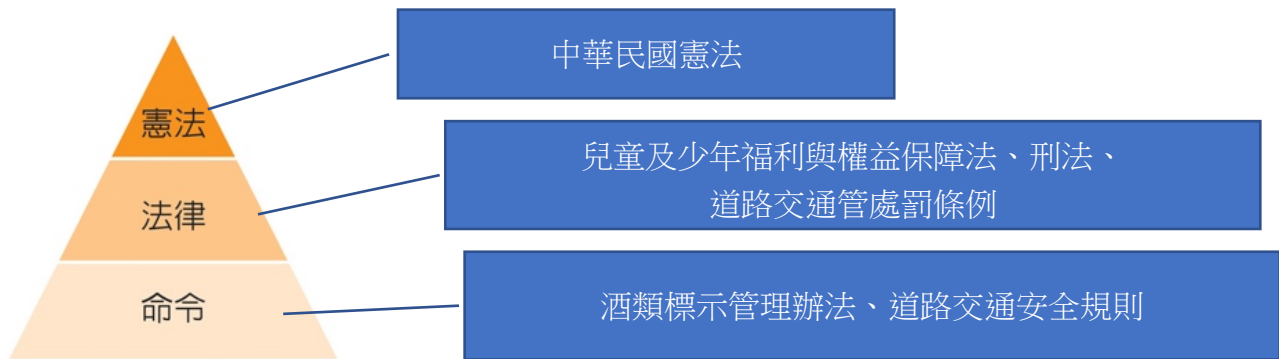 中華民國憲法
憲法
兒童及少年福利與權益保障法、刑法、
道路交通管處罰條例
法律
酒類標示管理辦法、道路交通安全規則
命令